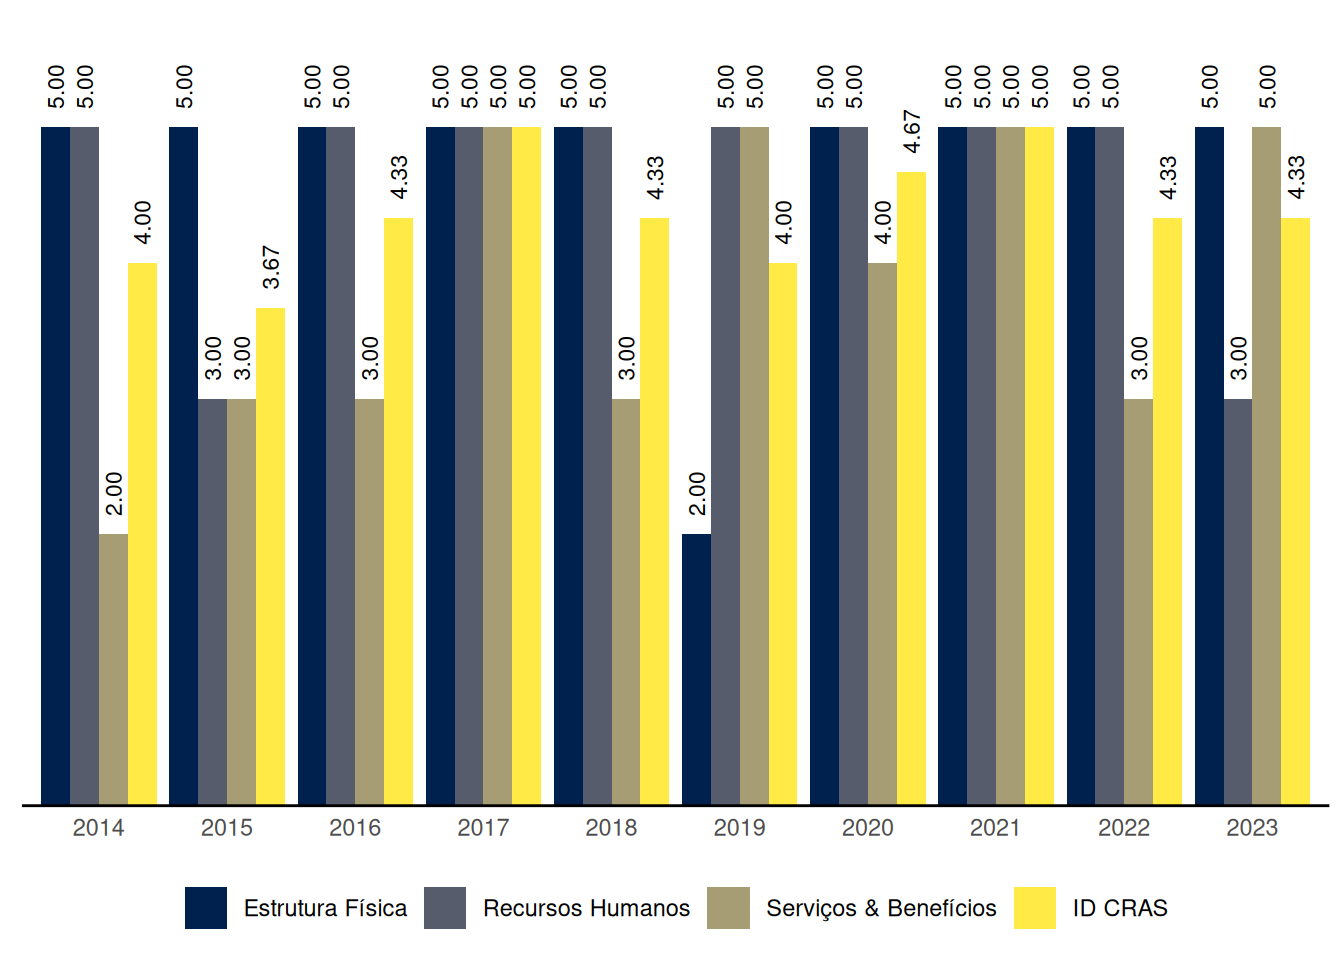 5.00 5.00 2.00 4.00
5.00 3.00 3.00 3.67
5.00 5.00 3.00 4.33
5.00 5.00 5.00 5.00
5.00 5.00 3.00 4.33
2.00 5.00 5.00 4.00
5.00 5.00 4.00 4.67
5.00 5.00 5.00 5.00
5.00 5.00 3.00 4.33
5.00 3.00 5.00 4.33
2014 2015 2016 2017 2018 2019 2020 2021 2022 2023
Estrutura Física Recursos Humanos Serviços & Benefícios ID CRAS